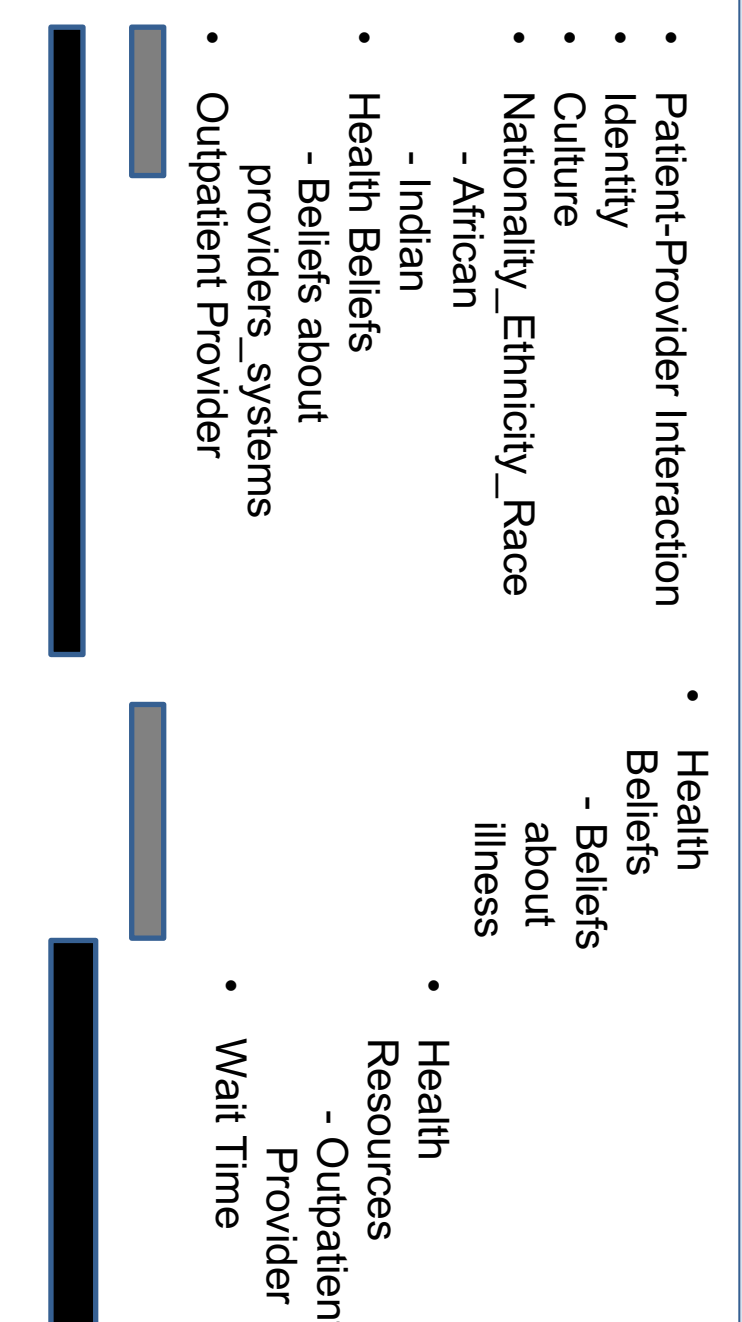 • Patient-Provider Interaction
• Identity
• Culture
• Nationality_Ethnicity_Race
- African
- Indian
• Health Beliefs
- Beliefs about
providers_systems
• Outpatient Provider
• Health
Beliefs
- Beliefs
about
illness
• Health
Resources
- Outpatient
Provider
• Wait Time